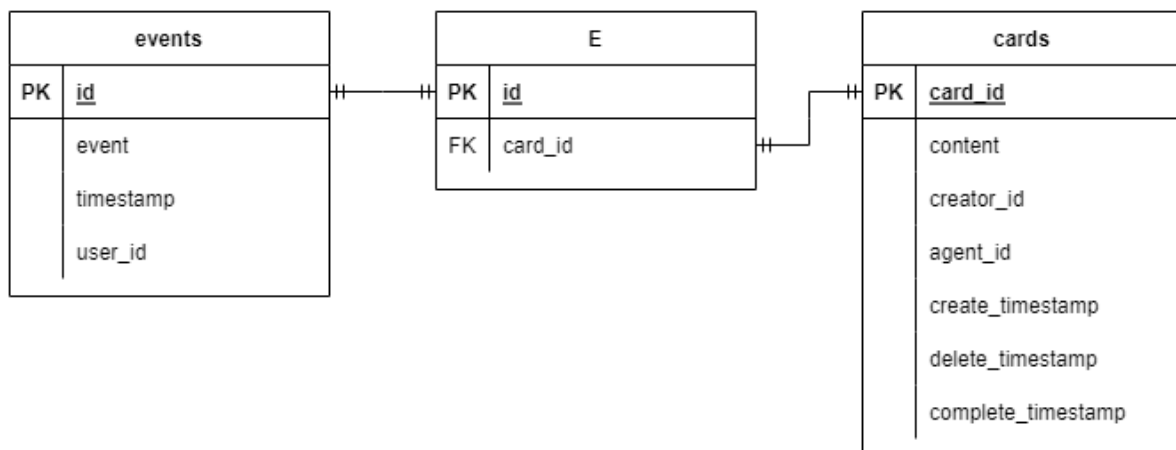 events
PK id
event
timestamp
user_id
E
PK id
FK card_id
cards
PK card_id
content
creator_id
agent_id
create_timestamp
delete_timestamp
complete_timestamp